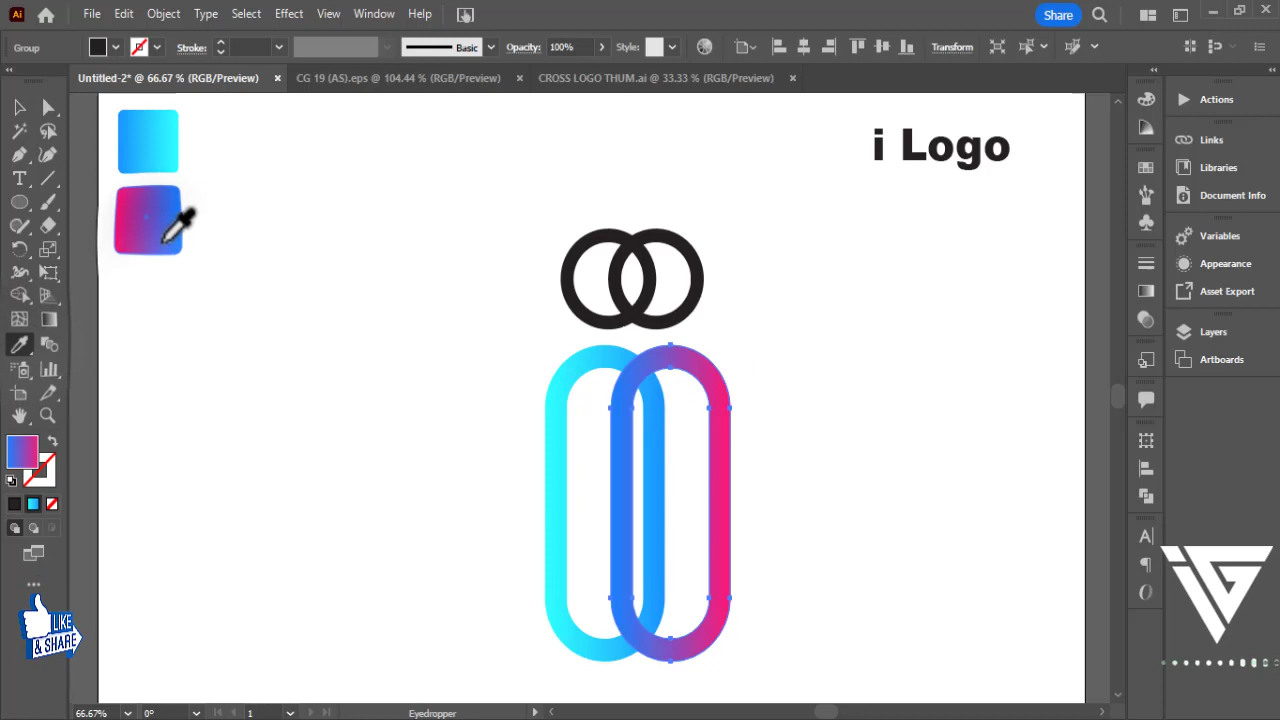 Ai File Edit Object Type Select Effect View Window Help Share
Group Stroke: Basic Opacity: 100% Style: Transform
Untitled-2* @ 66.67 % (RGB/Preview) × CG 19 (AS).eps @ 104.44 % (RGB/Preview) × CROSS LOGO THUM.ai @ 33.33 % (RGB/Preview) ×
Actions
Links
Libraries
Document Info
Variables
Appearance
Asset Export
Layers
Artboards
i Logo
LIKE
& SHARE
66.67% 0° 1 Eyedropper